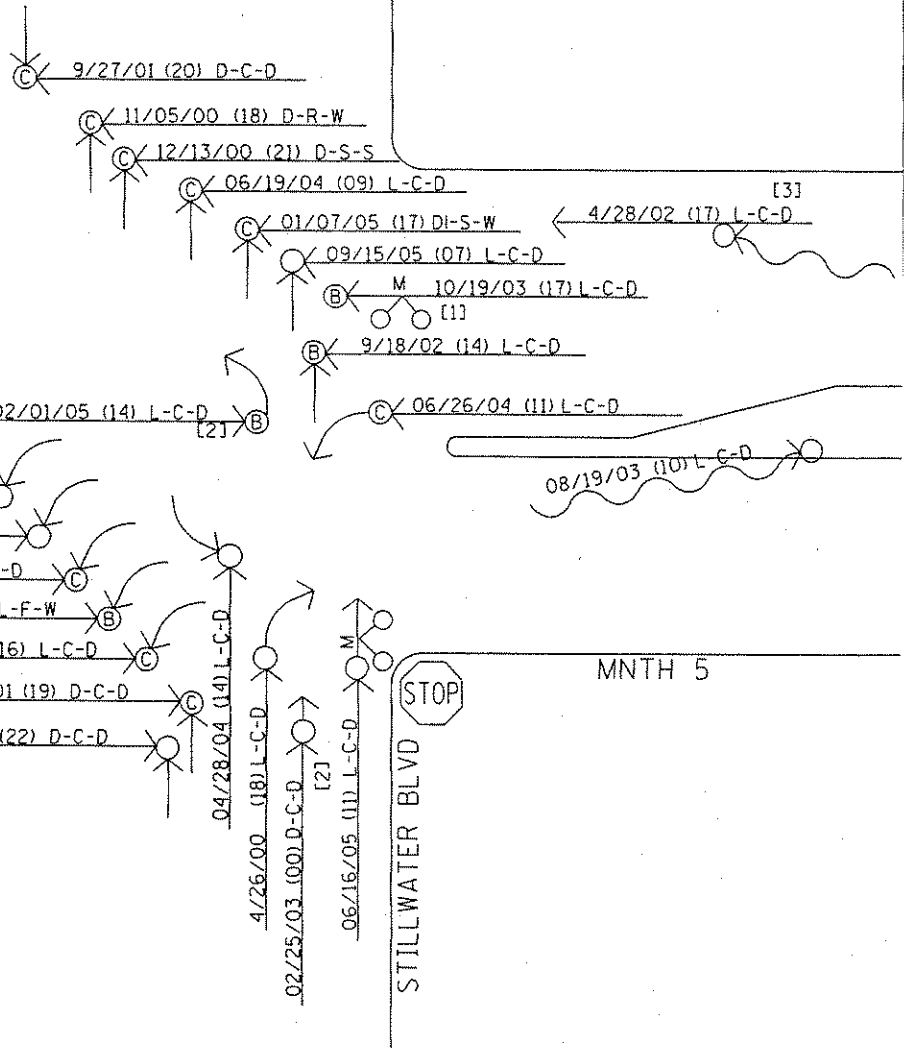 C 9/27/01 (20) D-C-D
C 11/05/00 (18) D-R-W
C 12/13/00 (21) D-S-S
C 06/19/04 (09) L-C-D
[3]
C 01/07/05 (17) DI-S-W
4/28/02 (17) L-C-D
09/15/05 (07) L-C-D
B M 10/19/03 (17) L-C-D
[1]
B 9/18/02 (14) L-C-D
02/01/05 (14) L-C-D B
[2]
C 06/26/04 (11) L-C-D
08/19/03 (10) L-C-D
-D C
L-F-W B
16) L-C-D C
01 (19) D-C-D C
(22) D-C-D
04/28/04 (14) L-C-D
4/26/00 (18) L-C-D
02/25/03 (00) D-C-D
[2]
06/16/05 (11) L-C-D
M
STOP
MNTH 5
STILLWATER BLVD